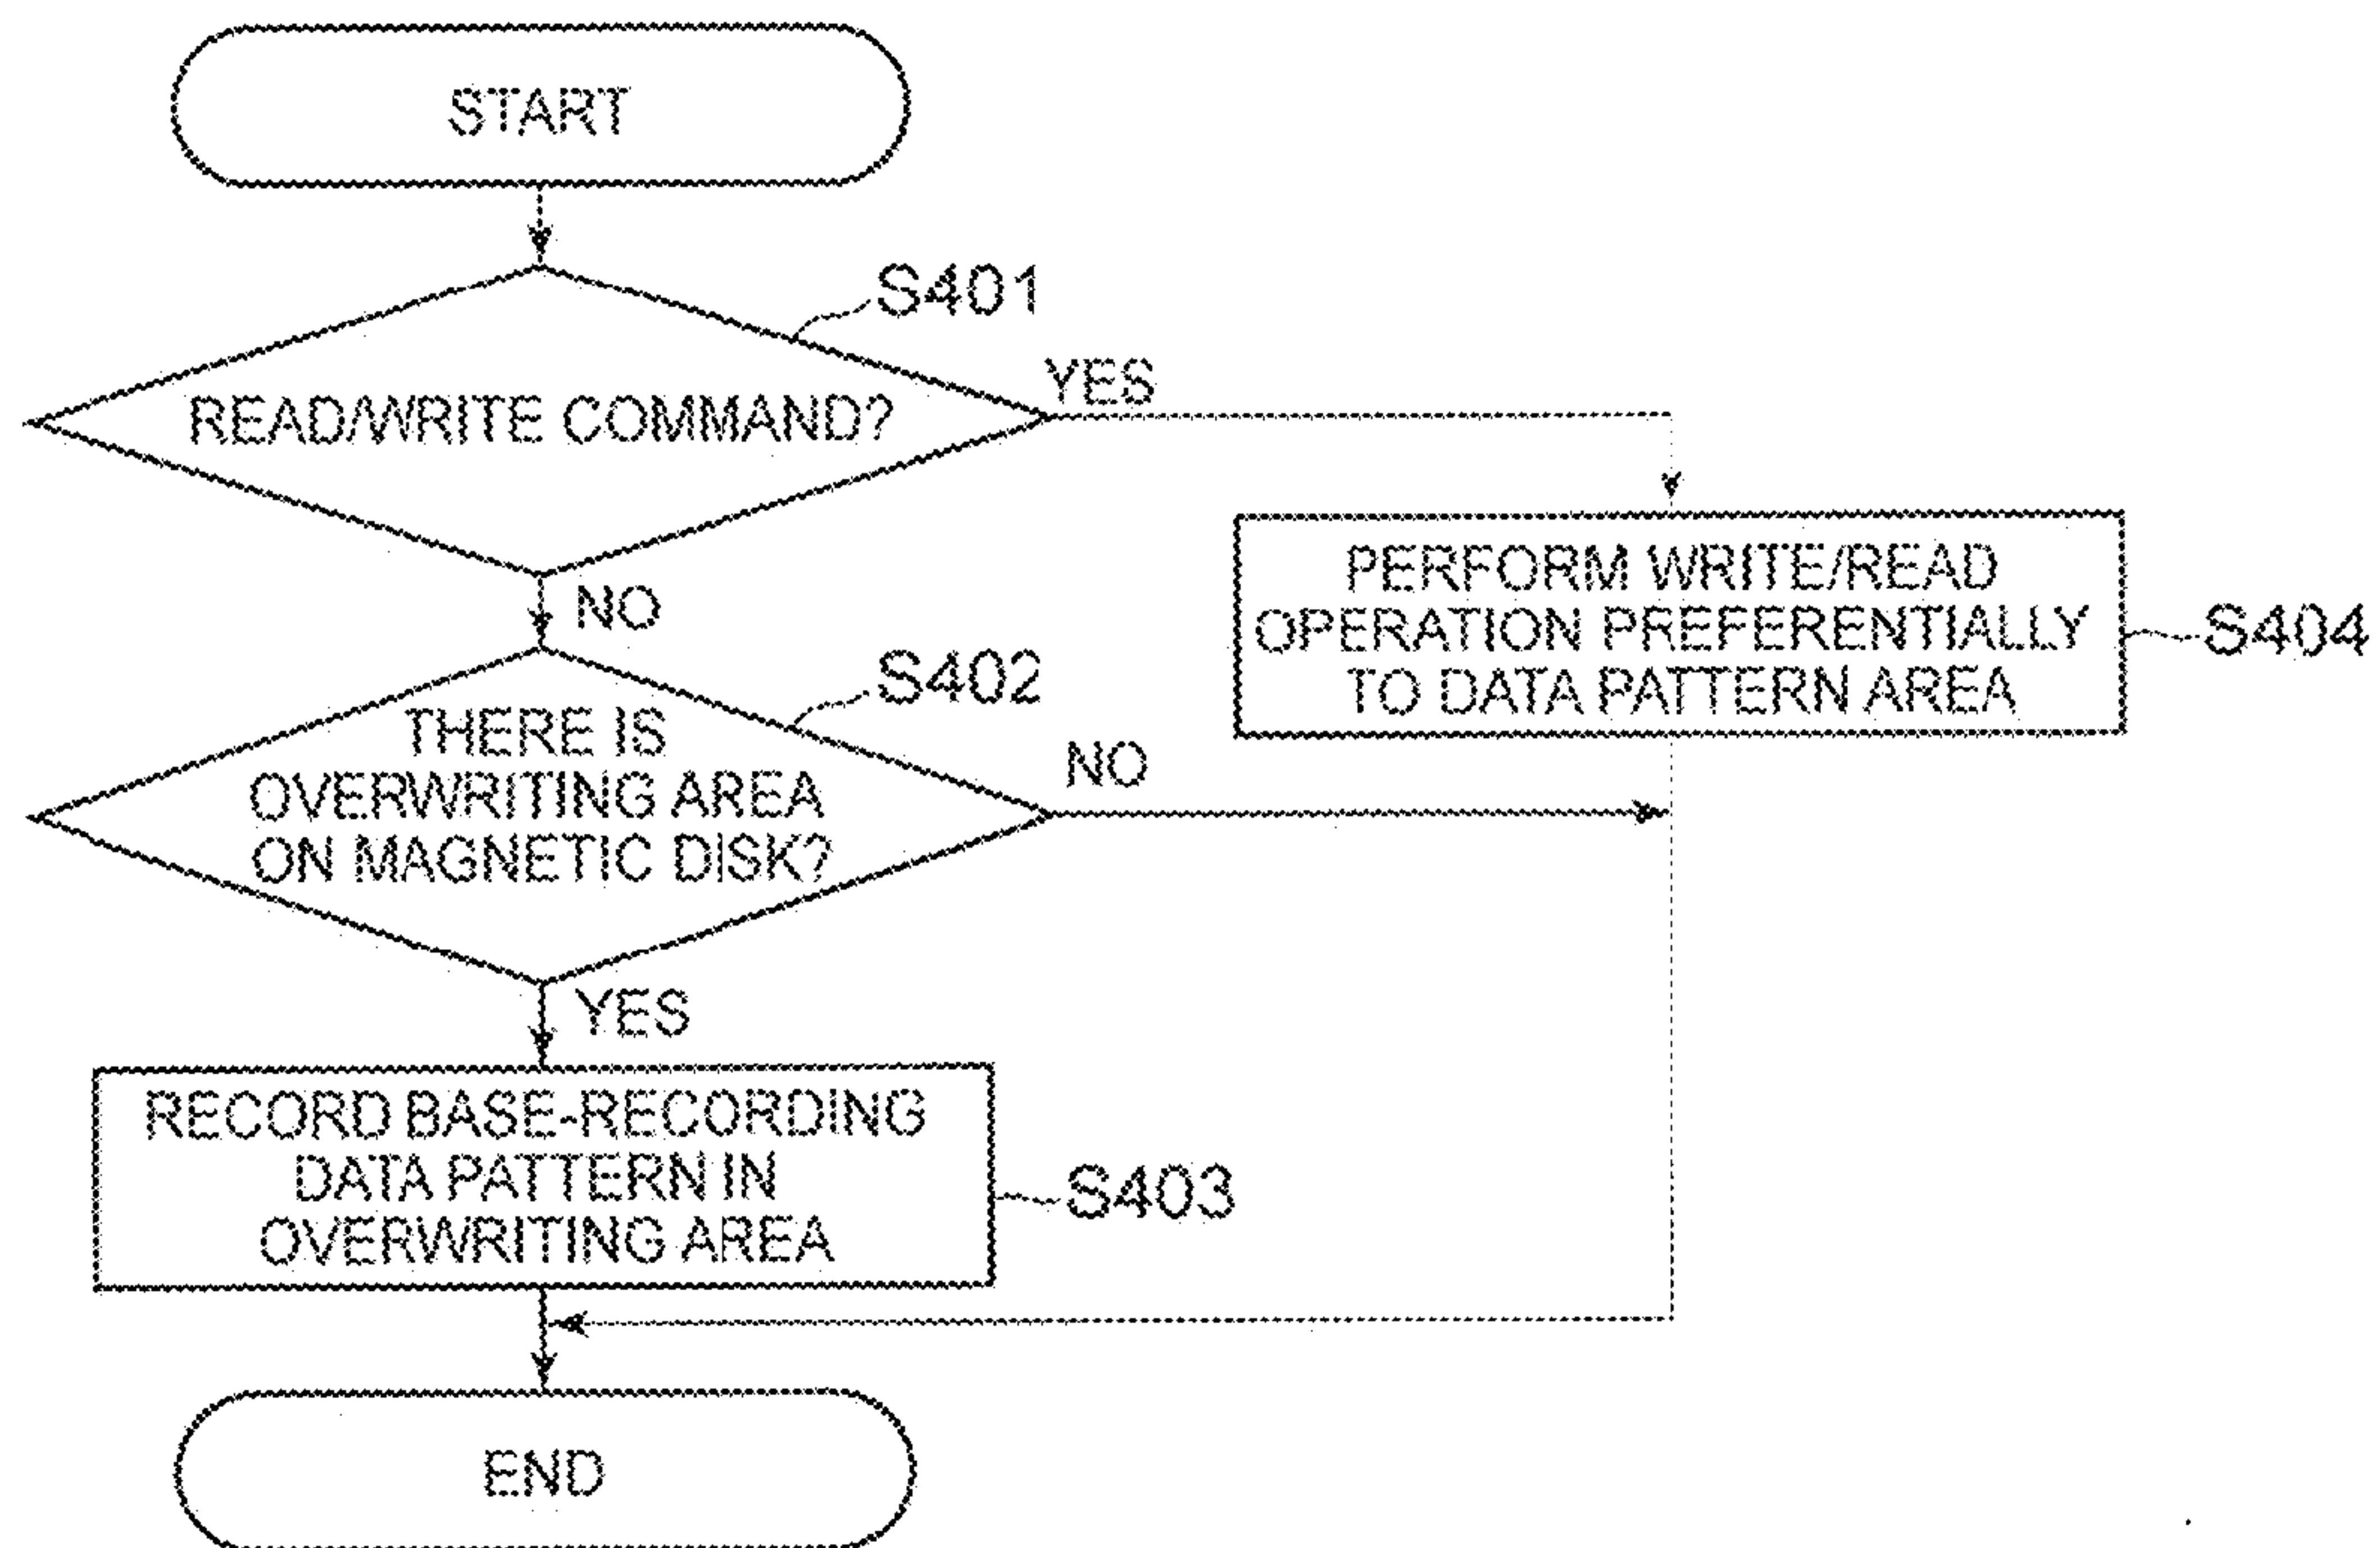 START
S401
READ/WRITE COMMAND?
YES
NO
PERFORM WRITE/READ
OPERATION PREFERENTIALLY
TO DATA PATTERN AREA
S404
S402
THERE IS
OVERWRITING AREA
ON MAGNETIC DISK?
NO
YES
RECORD BASE-RECORDING
DATA PATTERN IN
OVERWRITING AREA
S403
END